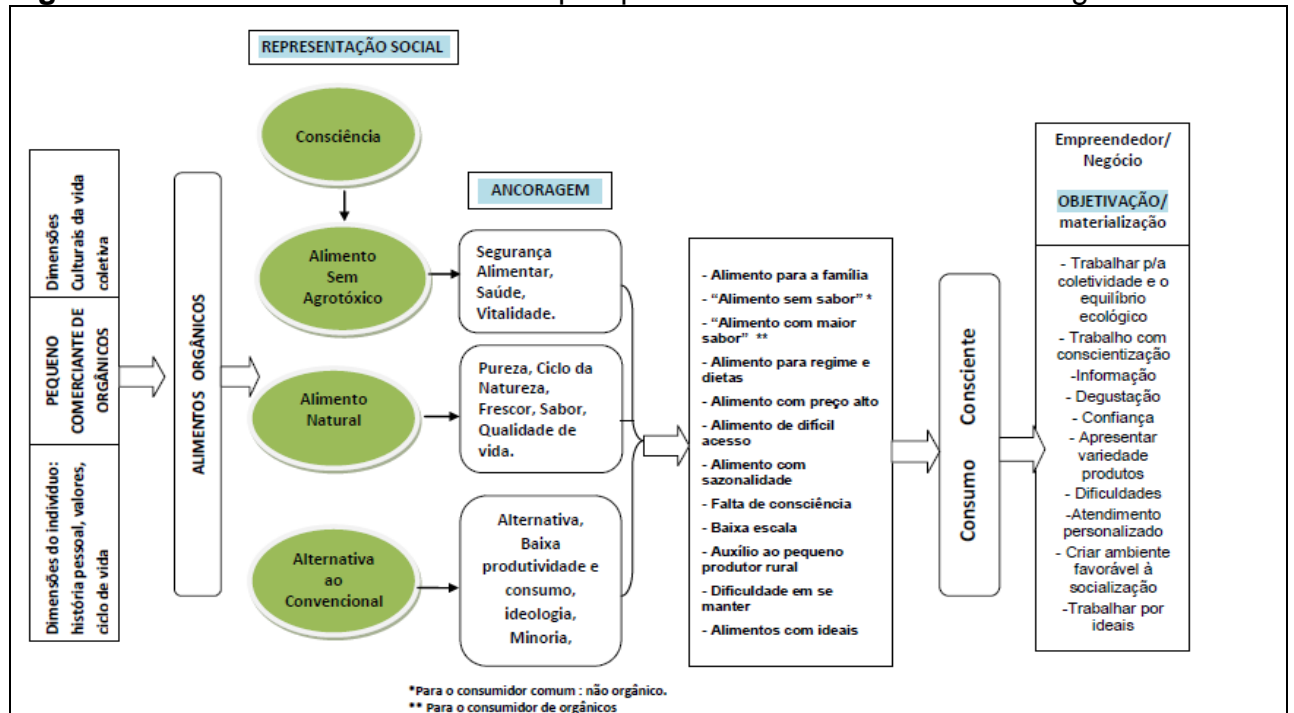 REPRESENTAÇÃO SOCIAL
Dimensões
Culturais da vida
coletiva
PEQUENO
COMERCIANTE DE
ORGÂNICOS
Dimensões do indivíduo:
história pessoal, valores,
ciclo de vida
ALIMENTOS ORGÂNICOS
Consciência
Alimento
Sem
Agrotóxico
Alimento
Natural
Alternativa
ao
Convencional
ANCORAGEM
Segurança
Alimentar,
Saúde,
Vitalidade.
Pureza, Ciclo da
Natureza,
Frescor, Sabor,
Qualidade de
vida.
Alternativa,
Baixa
produtividade e
consumo,
ideologia,
Minoria,
- Alimento para a família
- “Alimento sem sabor” *
- “Alimento com maior
sabor” **
- Alimento para regime e
dietas
- Alimento com preço alto
- Alimento de difícil
acesso
- Alimento com
sazonalidade
- Falta de consciência
- Baixa escala
- Auxílio ao pequeno
produtor rural
- Dificuldade em se
manter
- Alimentos com ideais
Consumo Consciente
Empreendedor/
Negócio
OBJETIVAÇÃO/
materialização
- Trabalhar p/a
coletividade e o
equilíbrio
ecológico
- Trabalho com
conscientização
-Informação
- Degustação
- Confiança
- Apresentar
variedade
produtos
- Dificuldades
-Atendimento
personalizado
- Criar ambiente
favorável à
socialização
-Trabalhar por
ideais
*Para o consumidor comum : não orgânico.
** Para o consumidor de orgânicos